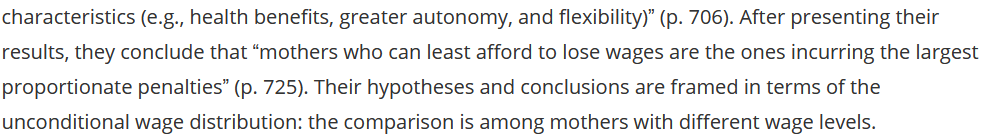 characteristics (e.g., health benefits, greater autonomy, and flexibility)” (p. 706). After presenting their
results, they conclude that “mothers who can least afford to lose wages are the ones incurring the largest
proportionate penalties” (p. 725). Their hypotheses and conclusions are framed in terms of the
unconditional wage distribution: the comparison is among mothers with different wage levels.